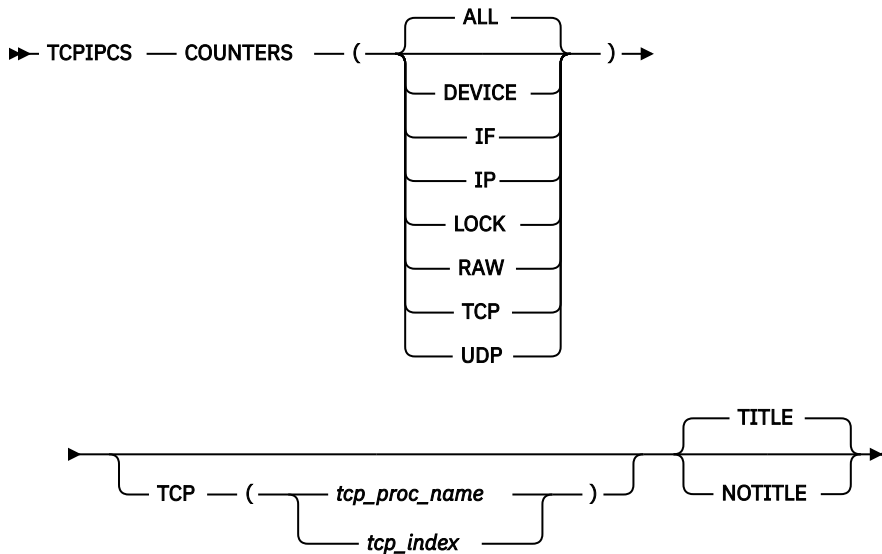 ALL
TCPIPCS COUNTERS ( )
DEVICE
IF
IP
LOCK
RAW
TCP
UDP
TITLE
TCP ( tcp_proc_name ) NOTITLE
tcp_index